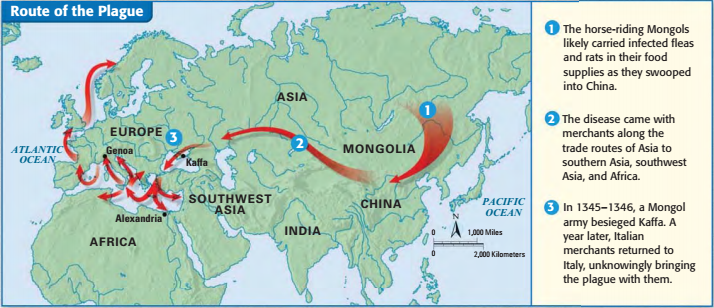 Route of the Plague
ASIA
1
EUROPE
3
2
ATLANTIC
OCEAN
Genoa
MONGOLIA
Kaffa
SOUTHWEST
ASIA
CHINA
PACIFIC
OCEAN
Alexandria
INDIA
AFRICA
N
0 1,000 Miles
0 2,000 Kilometers
1 The horse-riding Mongols
likely carried infected fleas
and rats in their food
supplies as they swooped
into China.
2 The disease came with
merchants along the
trade routes of Asia to
southern Asia, southwest
Asia, and Africa.
3 In 1345–1346, a Mongol
army besieged Kaffa. A
year later, Italian
merchants returned to
Italy, unknowingly bringing
the plague with them.